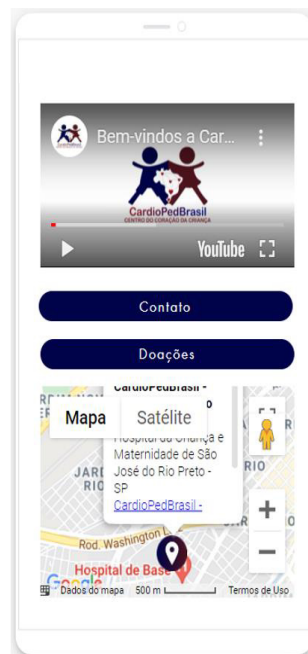 Bem-vindos a Car...
CardioPedBrasil
CENTRO DO CORAÇÃO DA CRIANÇA
YouTube
Contato
Doações
CardioPedBrasil -
Mapa
Satélite
o
Hospital da Criança e
Maternidade de São
José do Rio Preto -
SP
CardioPedBrasil -
JARD
RIO
RIO
Rod. Washington L
Hospital de Base
Google
Dados do mapa
500 m
Termos de Uso